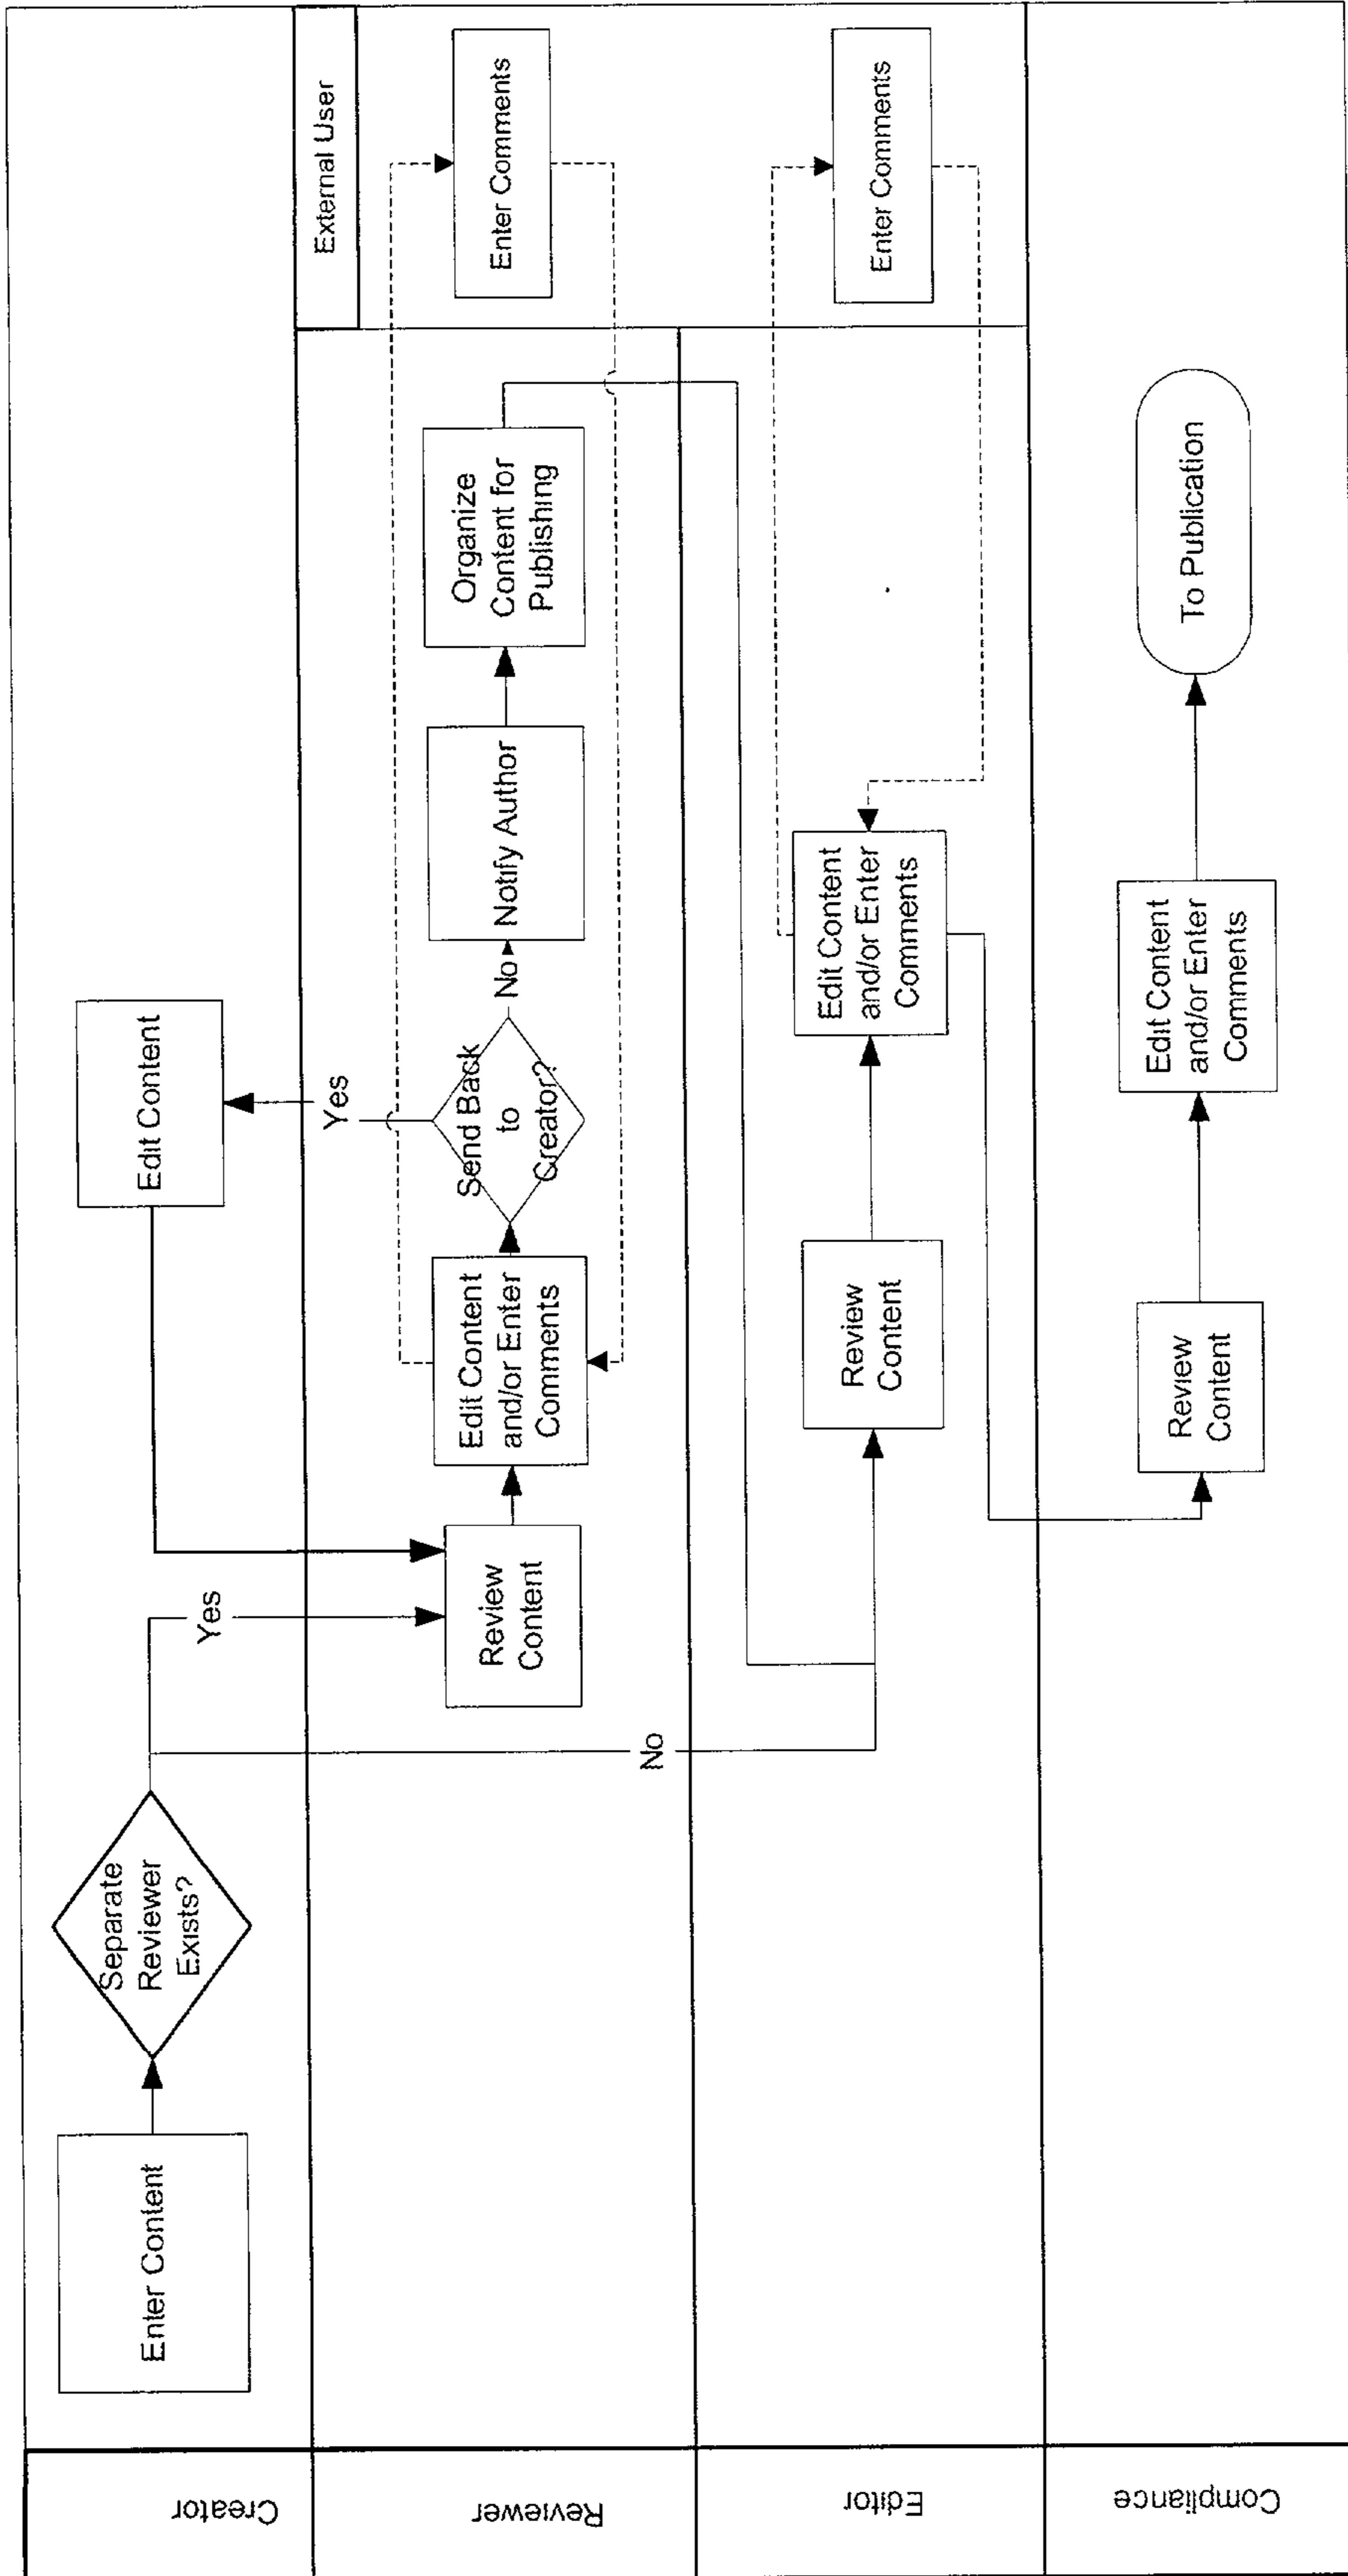 Creator
Enter Content
Separate
Reviewer
Exists?
Yes
No
Edit Content
Reviewer
Review
Content
Edit Content
and/or Enter
Comments
Send Back
to
Creator?
Yes
No
Notify Author
Organize
Content for
Publishing
External User
Enter Comments
Enter Comments
Editor
Review
Content
Edit Content
and/or Enter
Comments
Compliance
Review
Content
Edit Content
and/or Enter
Comments
To Publication